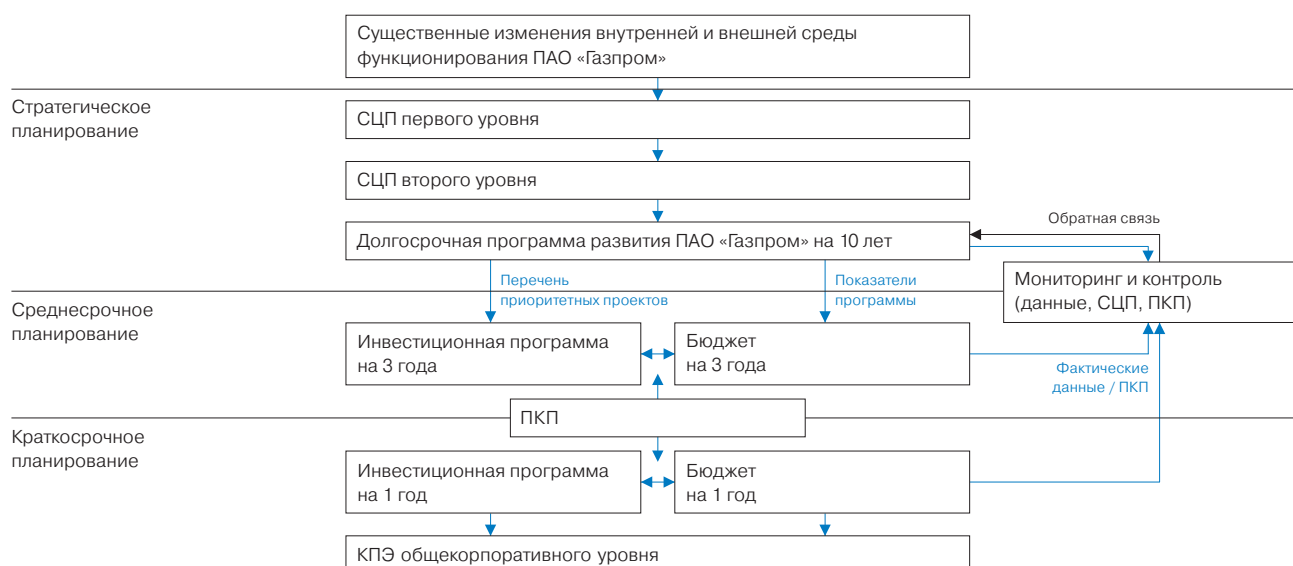 Существенные изменения внутренней и внешней среды
функционирования ПАО «Газпром»
Стратегическое
планирование
СЦП первого уровня
СЦП второго уровня
Долгосрочная программа развития ПАО «Газпром» на 10 лет
Обратная связь
Перечень
приоритетных проектов
Показатели
программы
Мониторинг и контроль
(данные, СЦП, ПКП)
Среднесрочное
планирование
Инвестиционная программа
на 3 года
Бюджет
на 3 года
Фактические
данные / ПКП
ПКП
Краткосрочное
планирование
Инвестиционная программа
на 1 год
Бюджет
на 1 год
КПЭ общекорпоративного уровня